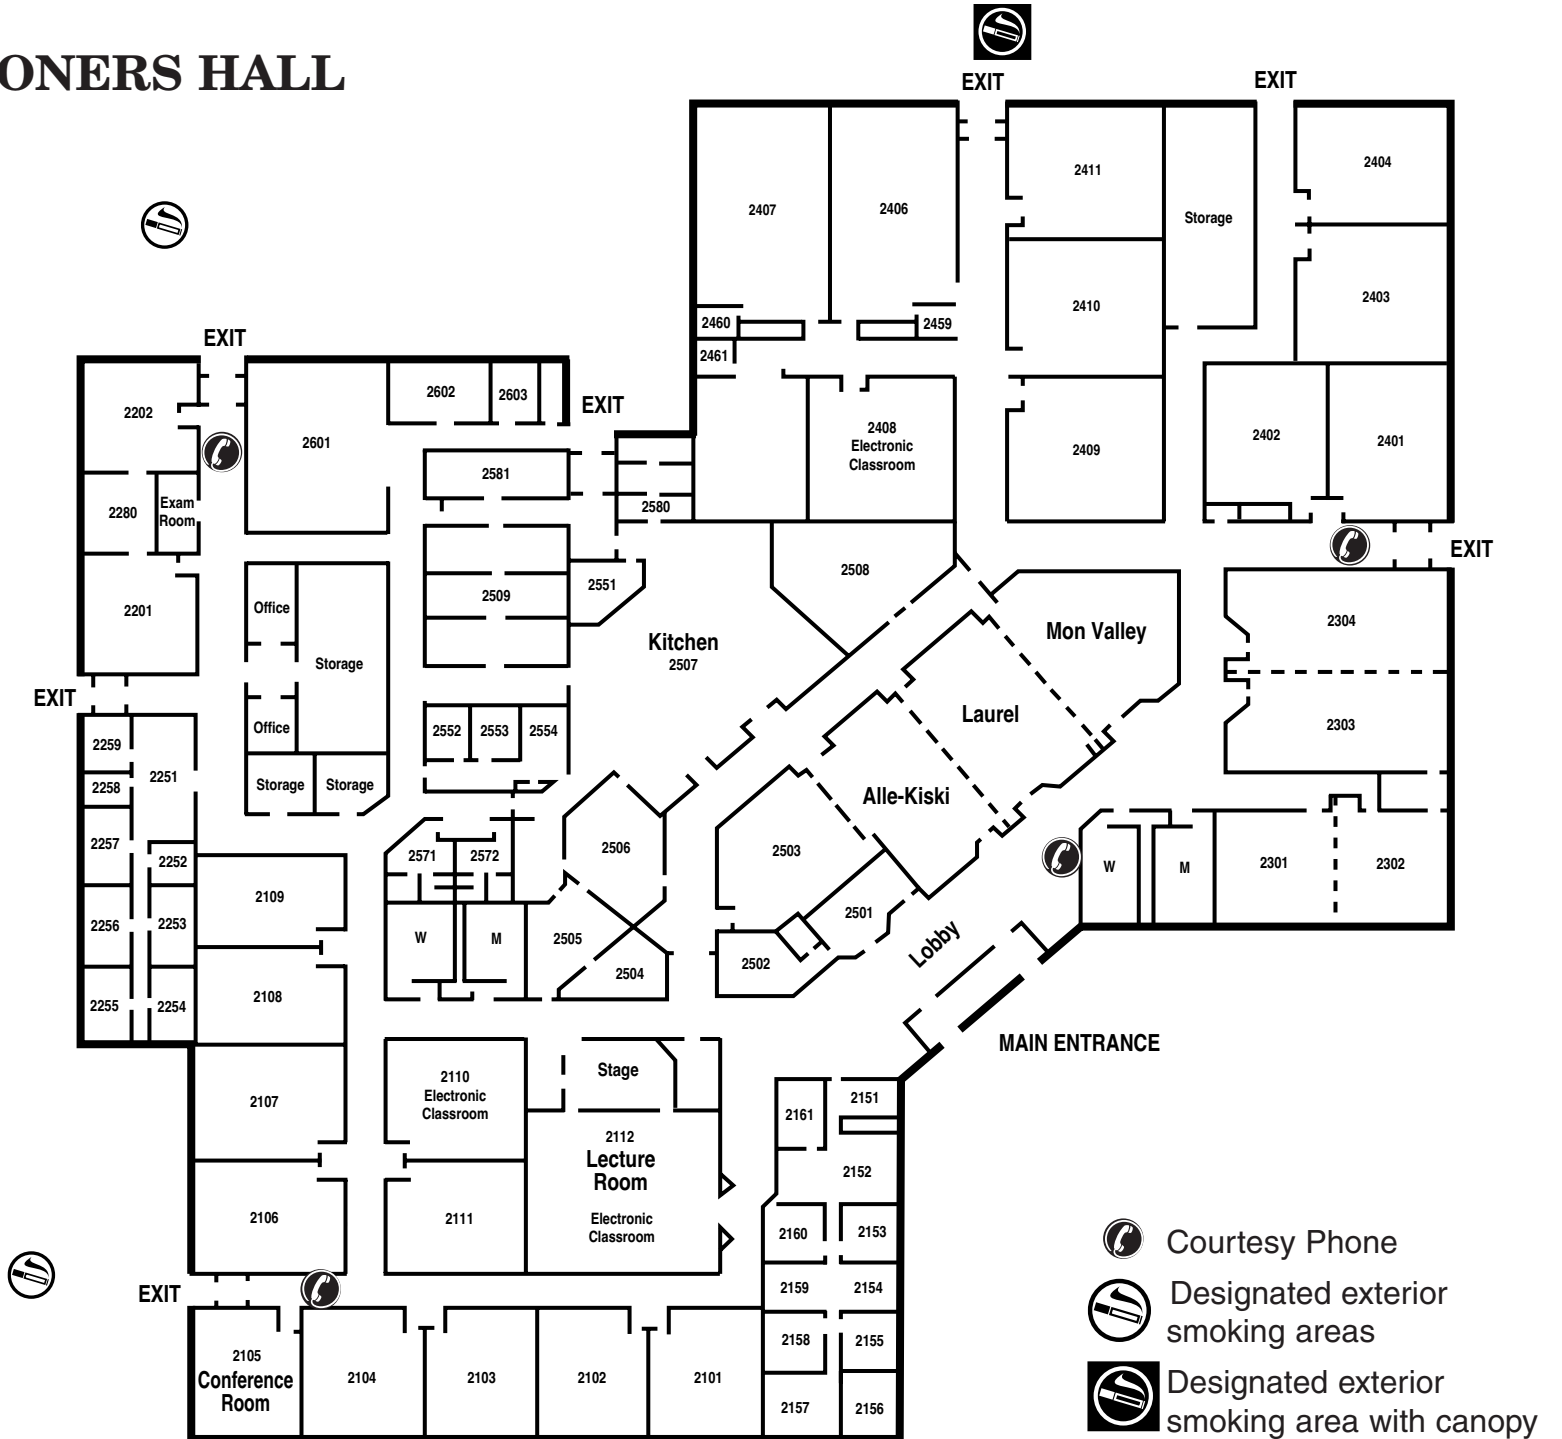 ONERS HALL
EXIT
EXIT
2404
2411
2407
2406
Storage
2403
2410
2460
2459
2461
EXIT
2202
2602
2603
EXIT
2601
2408
Electronic
Classroom
2402
2401
2409
2581
2580
2280
Exam
Room
EXIT
2508
2551
2509
2201
Office
Kitchen
2507
Mon Valley
2304
Storage
EXIT
Laurel
2303
Office
2552
2553
2554
2259
2251
2258
Storage
Storage
Alle-Kiski
2257
2252
2571
2572
2506
2503
W
M
2301
2302
2109
2256
2253
W
M
2505
2501
Lobby
2502
2504
2255
2254
2108
MAIN ENTRANCE
2107
2110
Electronic
Classroom
Stage
2161
2151
2112
Lecture
Room
Electronic
Classroom
2152
2106
2111
2160
2153
EXIT
2159
2154
2158
2155
2105
Conference
Room
2104
2103
2102
2101
2157
2156
Courtesy Phone
Designated exterior
smoking areas
Designated exterior
smoking area with canopy